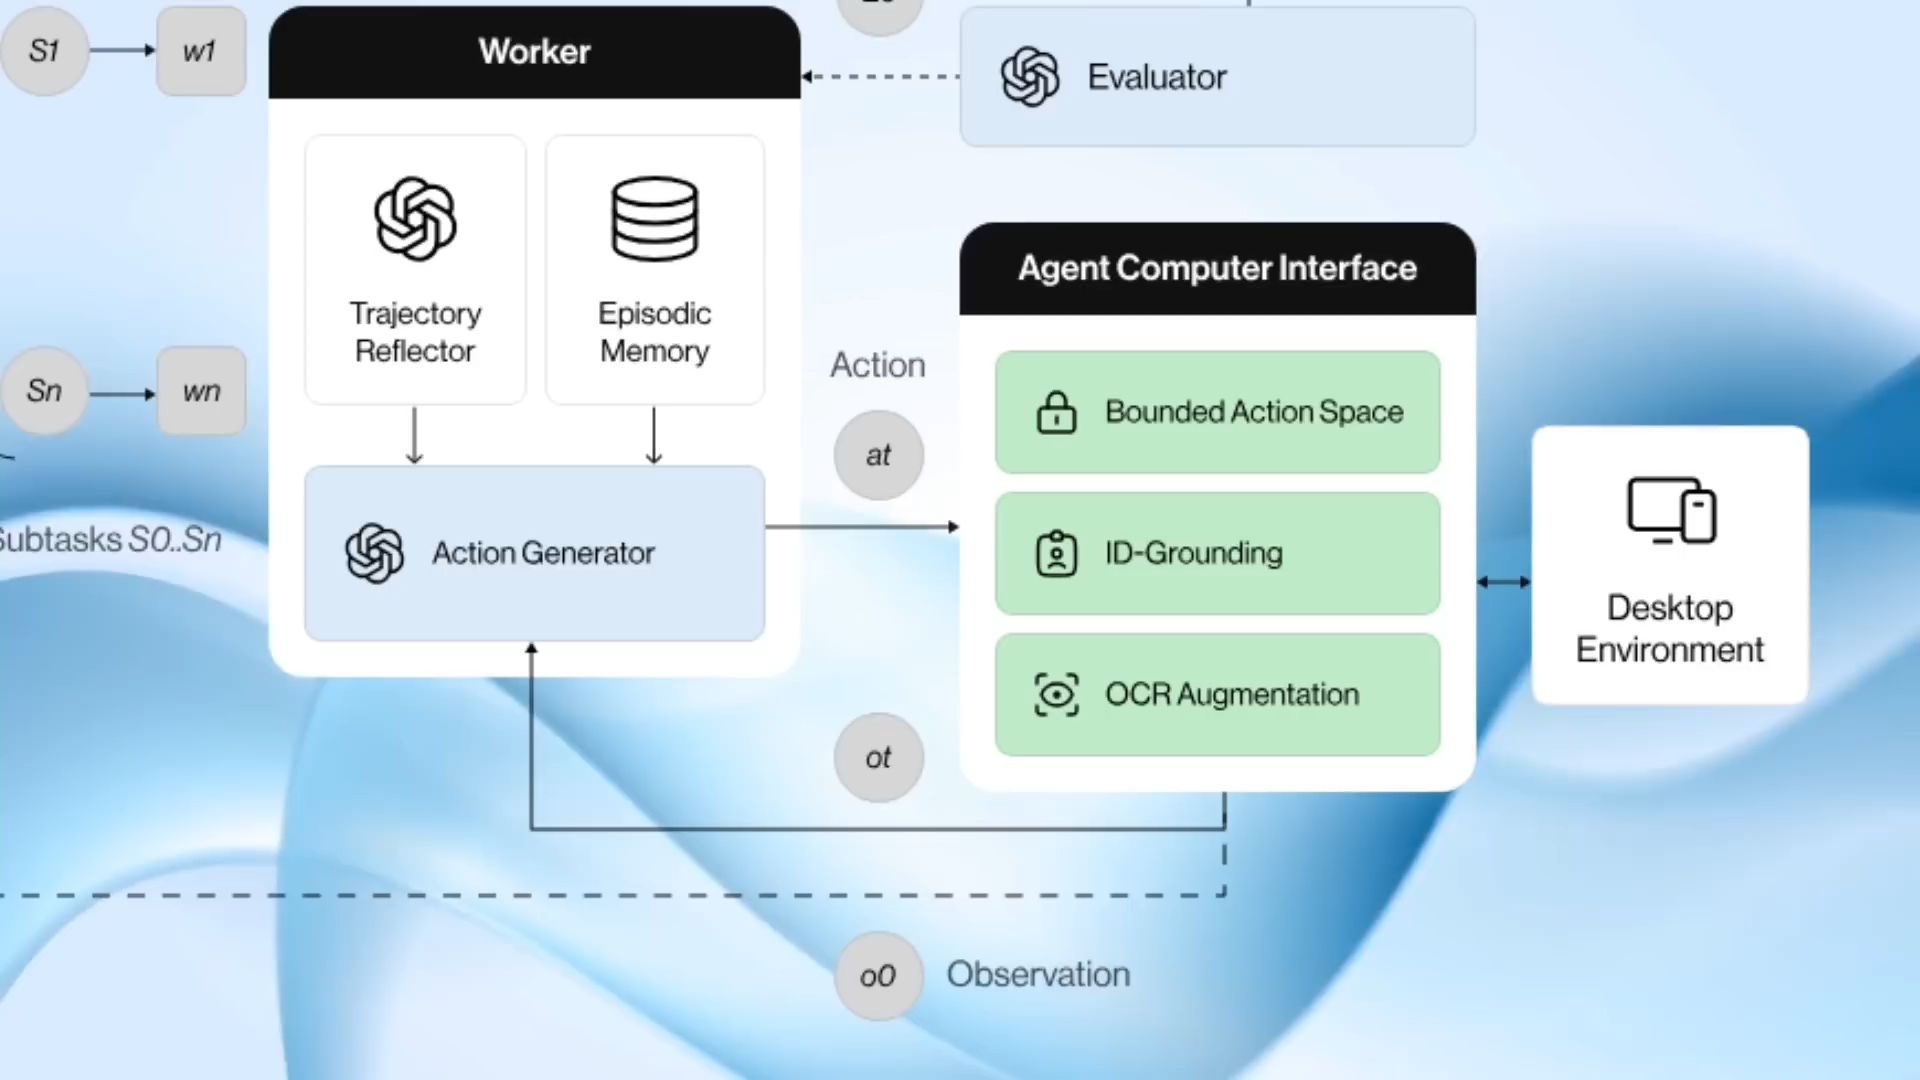 S1
w1
Worker
Evaluator
Trajectory
Reflector
Episodic
Memory
Agent Computer Interface
Sn
wn
Action
at
Bounded Action Space
Subtasks S0..Sn
Action Generator
ID-Grounding
Desktop
Environment
OCR Augmentation
ot
o0
Observation